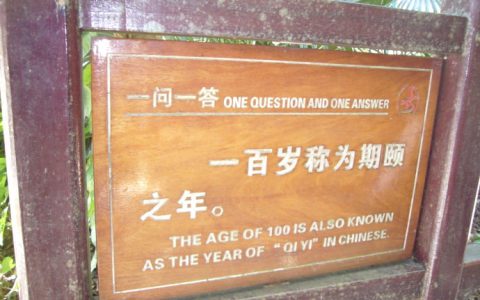 一问一答 ONE QUESTION AND ONE ANSWER
一百岁称为期颐
之年。
THE AGE OF 100 IS ALSO KNOWN
AS THE YEAR OF “QI YI” IN CHINESE.